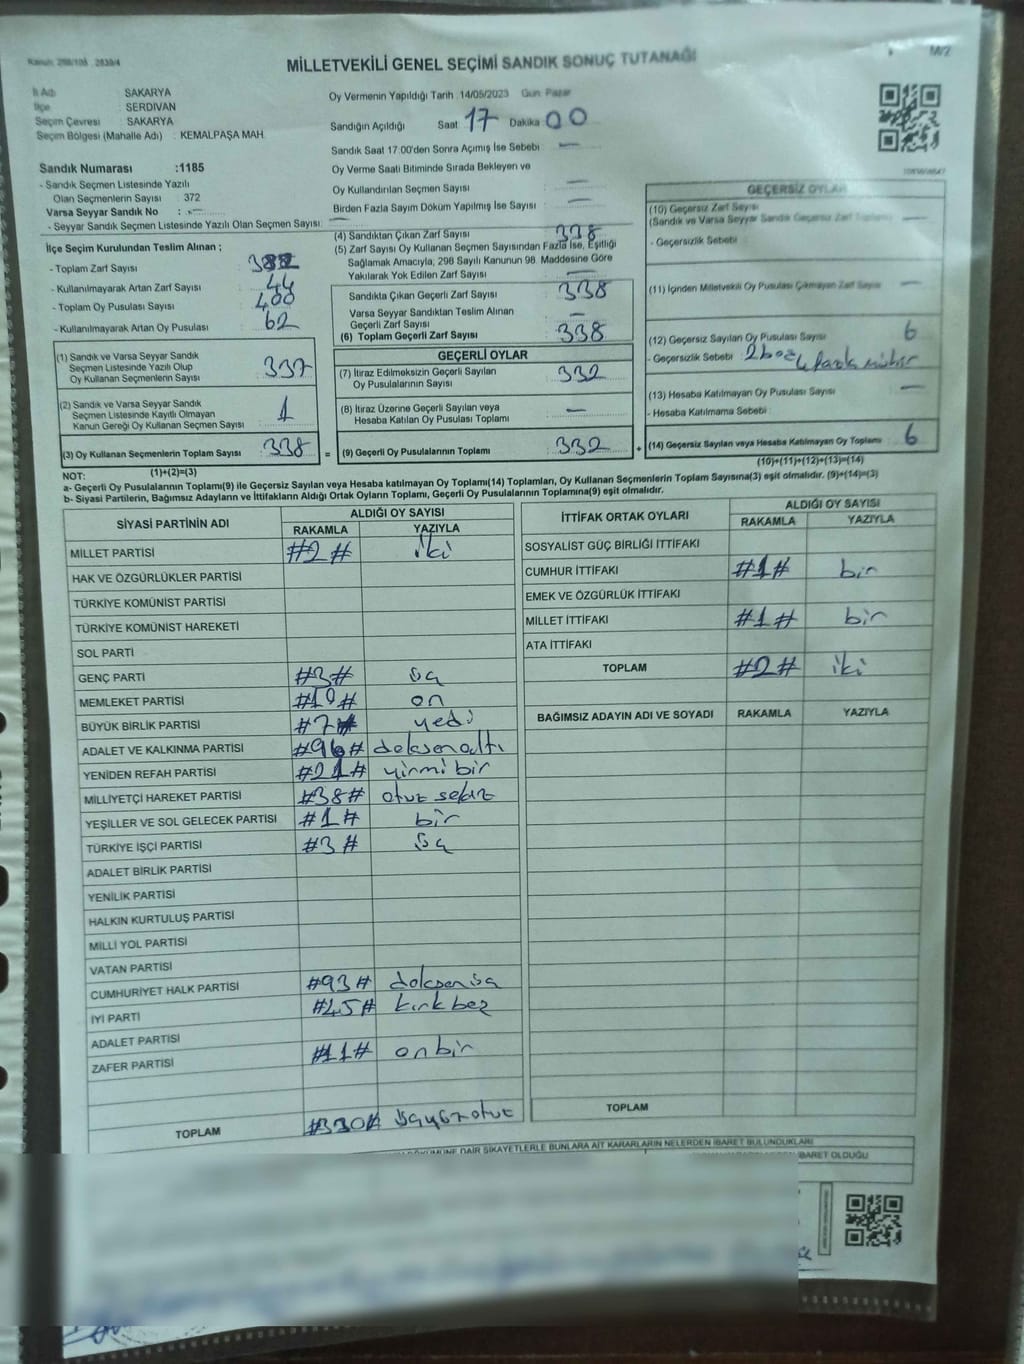 Kanun: 298/105 , 2839/4
M/2
MİLLETVEKİLİ GENEL SEÇİMİ SANDIK SONUÇ TUTANAĞI
İl Adı SAKARYA
İlçe SERDİVAN
Seçim Çevresi : SAKARYA
Seçim Bölgesi (Mahalle Adı) : KEMALPAŞA MAH.
Oy Vermenin Yapıldığı Tarih :14/05/2023 Gün: Pazar
Sandığın Açıldığı Saat 17 Dakika 00
Sandık Saat 17:00'den Sonra Açımış İse Sebebi : —
Oy Verme Saati Bitiminde Sırada Bekleyen ve
Oy Kullandırılan Seçmen Sayısı : —
Birden Fazla Sayım Döküm Yapılmış İse Sayısı : —
Sandık Numarası :1185
- Sandık Seçmen Listesinde Yazılı
Olan Seçmenlerin Sayısı : 372
Varsa Seyyar Sandık No : —
- Seyyar Sandık Seçmen Listesinde Yazılı Olan Seçmen Sayısı: —
İlçe Seçim Kurulundan Teslim Alınan ;
- Toplam Zarf Sayısı
- Kullanılmayarak Artan Zarf Sayısı : 44
- Toplam Oy Pusulası Sayısı : 400
- Kullanılmayarak Artan Oy Pusulası : 62
(1) Sandık ve Varsa Seyyar Sandık
Seçmen Listesinde Yazılı Olup
Oy Kullanan Seçmenlerin Sayısı : 337
(2) Sandık ve Varsa Seyyar Sandık
Seçmen Listesinde Kayıtlı Olmayan
Kanun Gereği Oy Kullanan Seçmen Sayısı : 1
(3) Oy Kullanan Seçmenlerin Toplam Sayısı : 338
(1)+(2)=(3)
(4) Sandıktan Çıkan Zarf Sayısı : 338
(5) Zarf Sayısı Oy Kullanan Seçmen Sayısından Fazla İse, Eşitliği
Sağlamak Amacıyla, 298 Sayılı Kanunun 98. Maddesine Göre
Yakılarak Yok Edilen Zarf Sayısı : —
Sandıkta Çıkan Geçerli Zarf Sayısı : 338
Varsa Seyyar Sandıktan Teslim Alınan
Geçerli Zarf Sayısı : —
(6) Toplam Geçerli Zarf Sayısı : 338
GEÇERLİ OYLAR
(7) İtiraz Edilmeksizin Geçerli Sayılan
Oy Pusulalarının Sayısı : 332
(8) İtiraz Üzerine Geçerli Sayılan veya
Hesaba Katılan Oy Pusulası Toplamı : —
= (9) Geçerli Oy Pusulalarının Toplamı : 332 +
GEÇERSİZ OYLAR
(10) Geçersiz Zarf Sayısı
(Sandık ve Varsa Seyyar Sandık Geçersiz Zarf Toplamı) : —
- Geçersizlik Sebebi :
(11) İçinden Milletvekili Oy Pusulası Çıkmayan Zarf Sayısı : —
(12) Geçersiz Sayılan Oy Pusulası Sayısı : 6
- Geçersizlik Sebebi : 2 boş 4 fazla mühür
(13) Hesaba Katılmayan Oy Pusulası Sayısı : —
- Hesaba Katılmama Sebebi :
(14) Geçersiz Sayılan veya Hesaba Katılmayan Oy Toplamı : 6
(10)+(11)+(12)+(13)=(14)
NOT:
a- Geçerli Oy Pusulalarının Toplamı(9) ile Geçersiz Sayılan veya Hesaba katılmayan Oy Toplamı(14) Toplamları, Oy Kullanan Seçmenlerin Toplam Sayısına(3) eşit olmalıdır. (9)+(14)=(3)
b- Siyasi Partilerin, Bağımsız Adayların ve İttifakların Aldığı Ortak Oyların Toplamı, Geçerli Oy Pusulalarının Toplamına(9) eşit olmalıdır.
SİYASİ PARTİNİN ADI ALDIĞI OY SAYISI
RAKAMLA YAZIYLA
MİLLET PARTİSİ #2# iki
HAK VE ÖZGÜRLÜKLER PARTİSİ
TÜRKİYE KOMÜNİST PARTİSİ
TÜRKİYE KOMÜNİST HAREKETİ
SOL PARTİ
GENÇ PARTİ #3# üç
MEMLEKET PARTİSİ #10# on
BÜYÜK BİRLİK PARTİSİ #7# yedi
ADALET VE KALKINMA PARTİSİ #96# doksenaltı
YENİDEN REFAH PARTİSİ #21# yirmi bir
MİLLİYETÇİ HAREKET PARTİSİ #38# otuz sekiz
YEŞİLLER VE SOL GELECEK PARTİSİ #1# bir
TÜRKİYE İŞÇİ PARTİSİ #3# üç
ADALET BİRLİK PARTİSİ
YENİLİK PARTİSİ
HALKIN KURTULUŞ PARTİSİ
MİLLİ YOL PARTİSİ
VATAN PARTİSİ
CUMHURİYET HALK PARTİSİ #93# doksenüç
İYİ PARTİ #45# kırk beş
ADALET PARTİSİ
ZAFER PARTİSİ #11# onbir
TOPLAM #330# üçyüzotuz
İTTİFAK ORTAK OYLARI ALDIĞI OY SAYISI
RAKAMLA YAZIYLA
SOSYALİST GÜÇ BİRLİĞİ İTTİFAKI
CUMHUR İTTİFAKI #1# bir
EMEK VE ÖZGÜRLÜK İTTİFAKI
MİLLET İTTİFAKI #1# bir
ATA İTTİFAKI
TOPLAM #2# iki
BAĞIMSIZ ADAYIN ADI VE SOYADI RAKAMLA YAZIYLA
TOPLAM
DÖKÜMÜNE DAİR ŞİKAYETLERLE BUNLARA AİT KARARLARIN NELERDEN İBARET BULUNDUKLARI
İBARET OLDUĞU